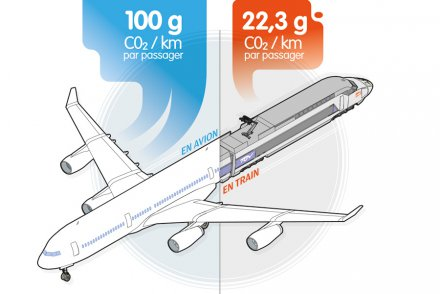 100 g
CO2 / km
par passager
22,3 g
CO2 / km
par passager
EN AVION
EN TRAIN